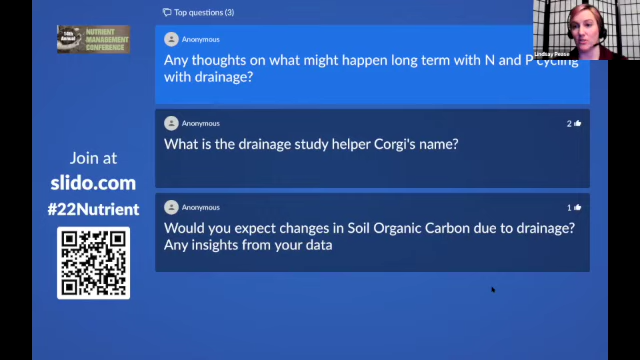 Top questions (3)
14th Annual
NUTRIENT
MANAGEMENT
CONFERENCE
Anonymous
Any thoughts on what might happen long term with N and P cycling
with drainage?
Anonymous
2
What is the drainage study helper Corgi's name?
Anonymous
1
Would you expect changes in Soil Organic Carbon due to drainage?
Any insights from your data
Join at
slido.com
#22Nutrient
Lindsay Pease